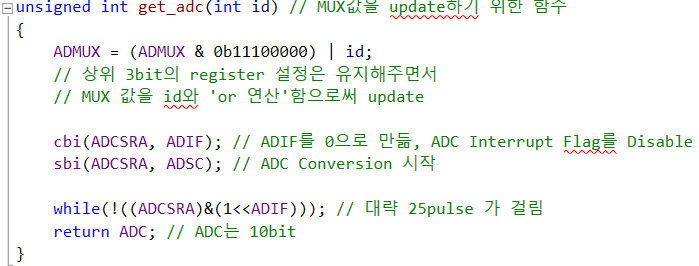 unsigned int get_adc(int id) // MUX값을 update하기 위한 함수
{
ADMUX = (ADMUX & 0b11100000) | id;
// 상위 3bit의 register 설정은 유지해주면서
// MUX 값을 id와 'or 연산'함으로써 update
cbi(ADCSRA, ADIF); // ADIF를 0으로 만듦, ADC Interrupt Flag를 Disable
sbi(ADCSRA, ADSC); // ADC Conversion 시작
while(!((ADCSRA)&(1<<ADIF))); // 대략 25pulse 가 걸림
return ADC; // ADC는 10bit
}